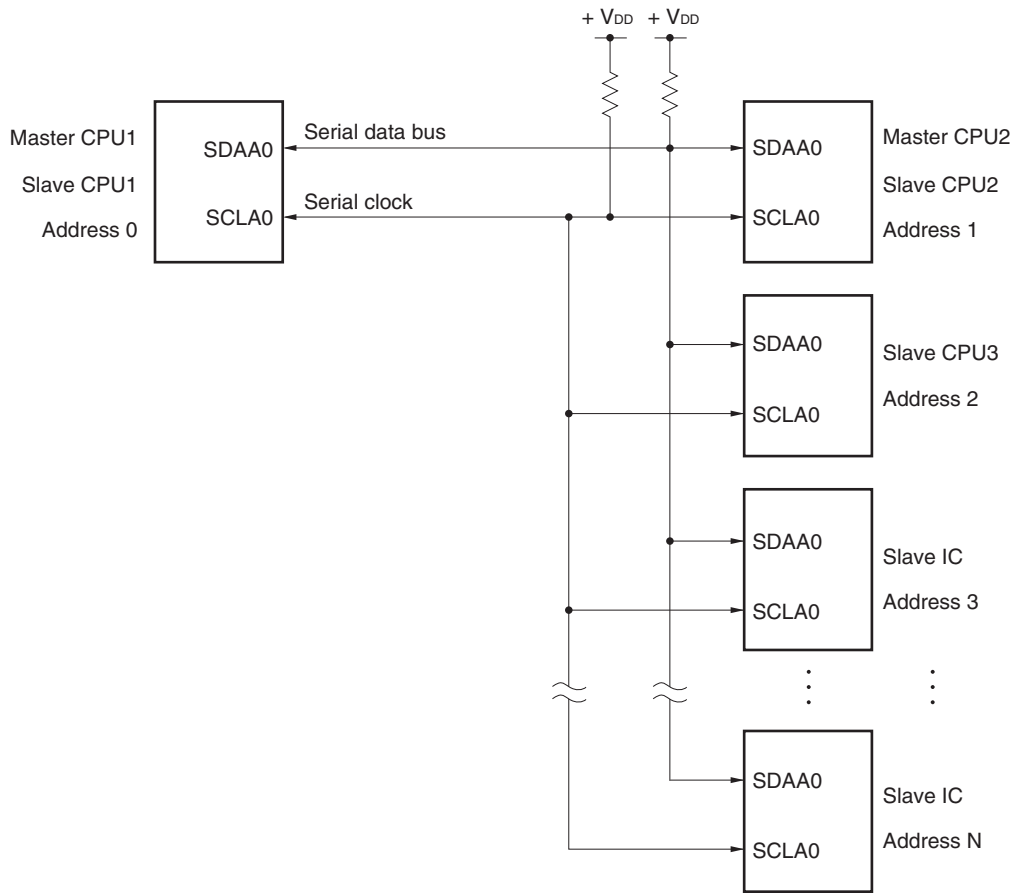 + VDD
+ VDD
Master CPU1
Slave CPU1
Address 0
SDAA0
SCLA0
Serial data bus
Serial clock
SDAA0
SCLA0
Master CPU2
Slave CPU2
Address 1
SDAA0
SCLA0
Slave CPU3
Address 2
SDAA0
SCLA0
Slave IC
Address 3
SDAA0
SCLA0
Slave IC
Address N